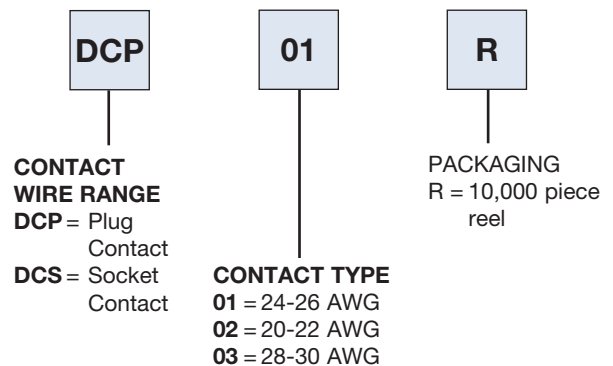 DCP
01
R
CONTACT
WIRE RANGE
DCP = Plug
Contact
DCS = Socket
Contact
CONTACT TYPE
01 = 24-26 AWG
02 = 20-22 AWG
03 = 28-30 AWG
PACKAGING
R = 10,000 piece
reel